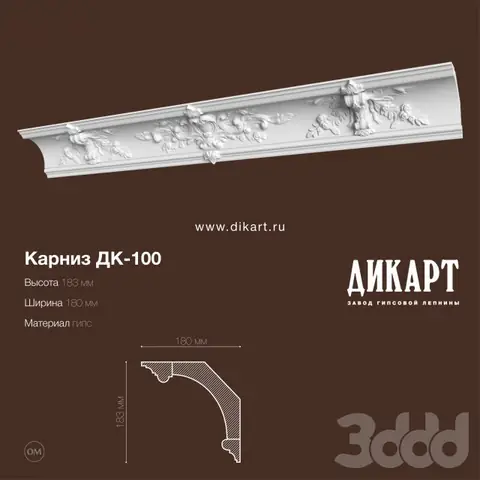 www.dikart.ru
Карниз ДК-100
Высота 183 мм
Ширина 180 мм
Материал гипс
ДИКАРТ
ЗАВОД ГИПСОВОЙ ЛЕПНИНЫ
180 мм
183 мм
ОМ
3ddd